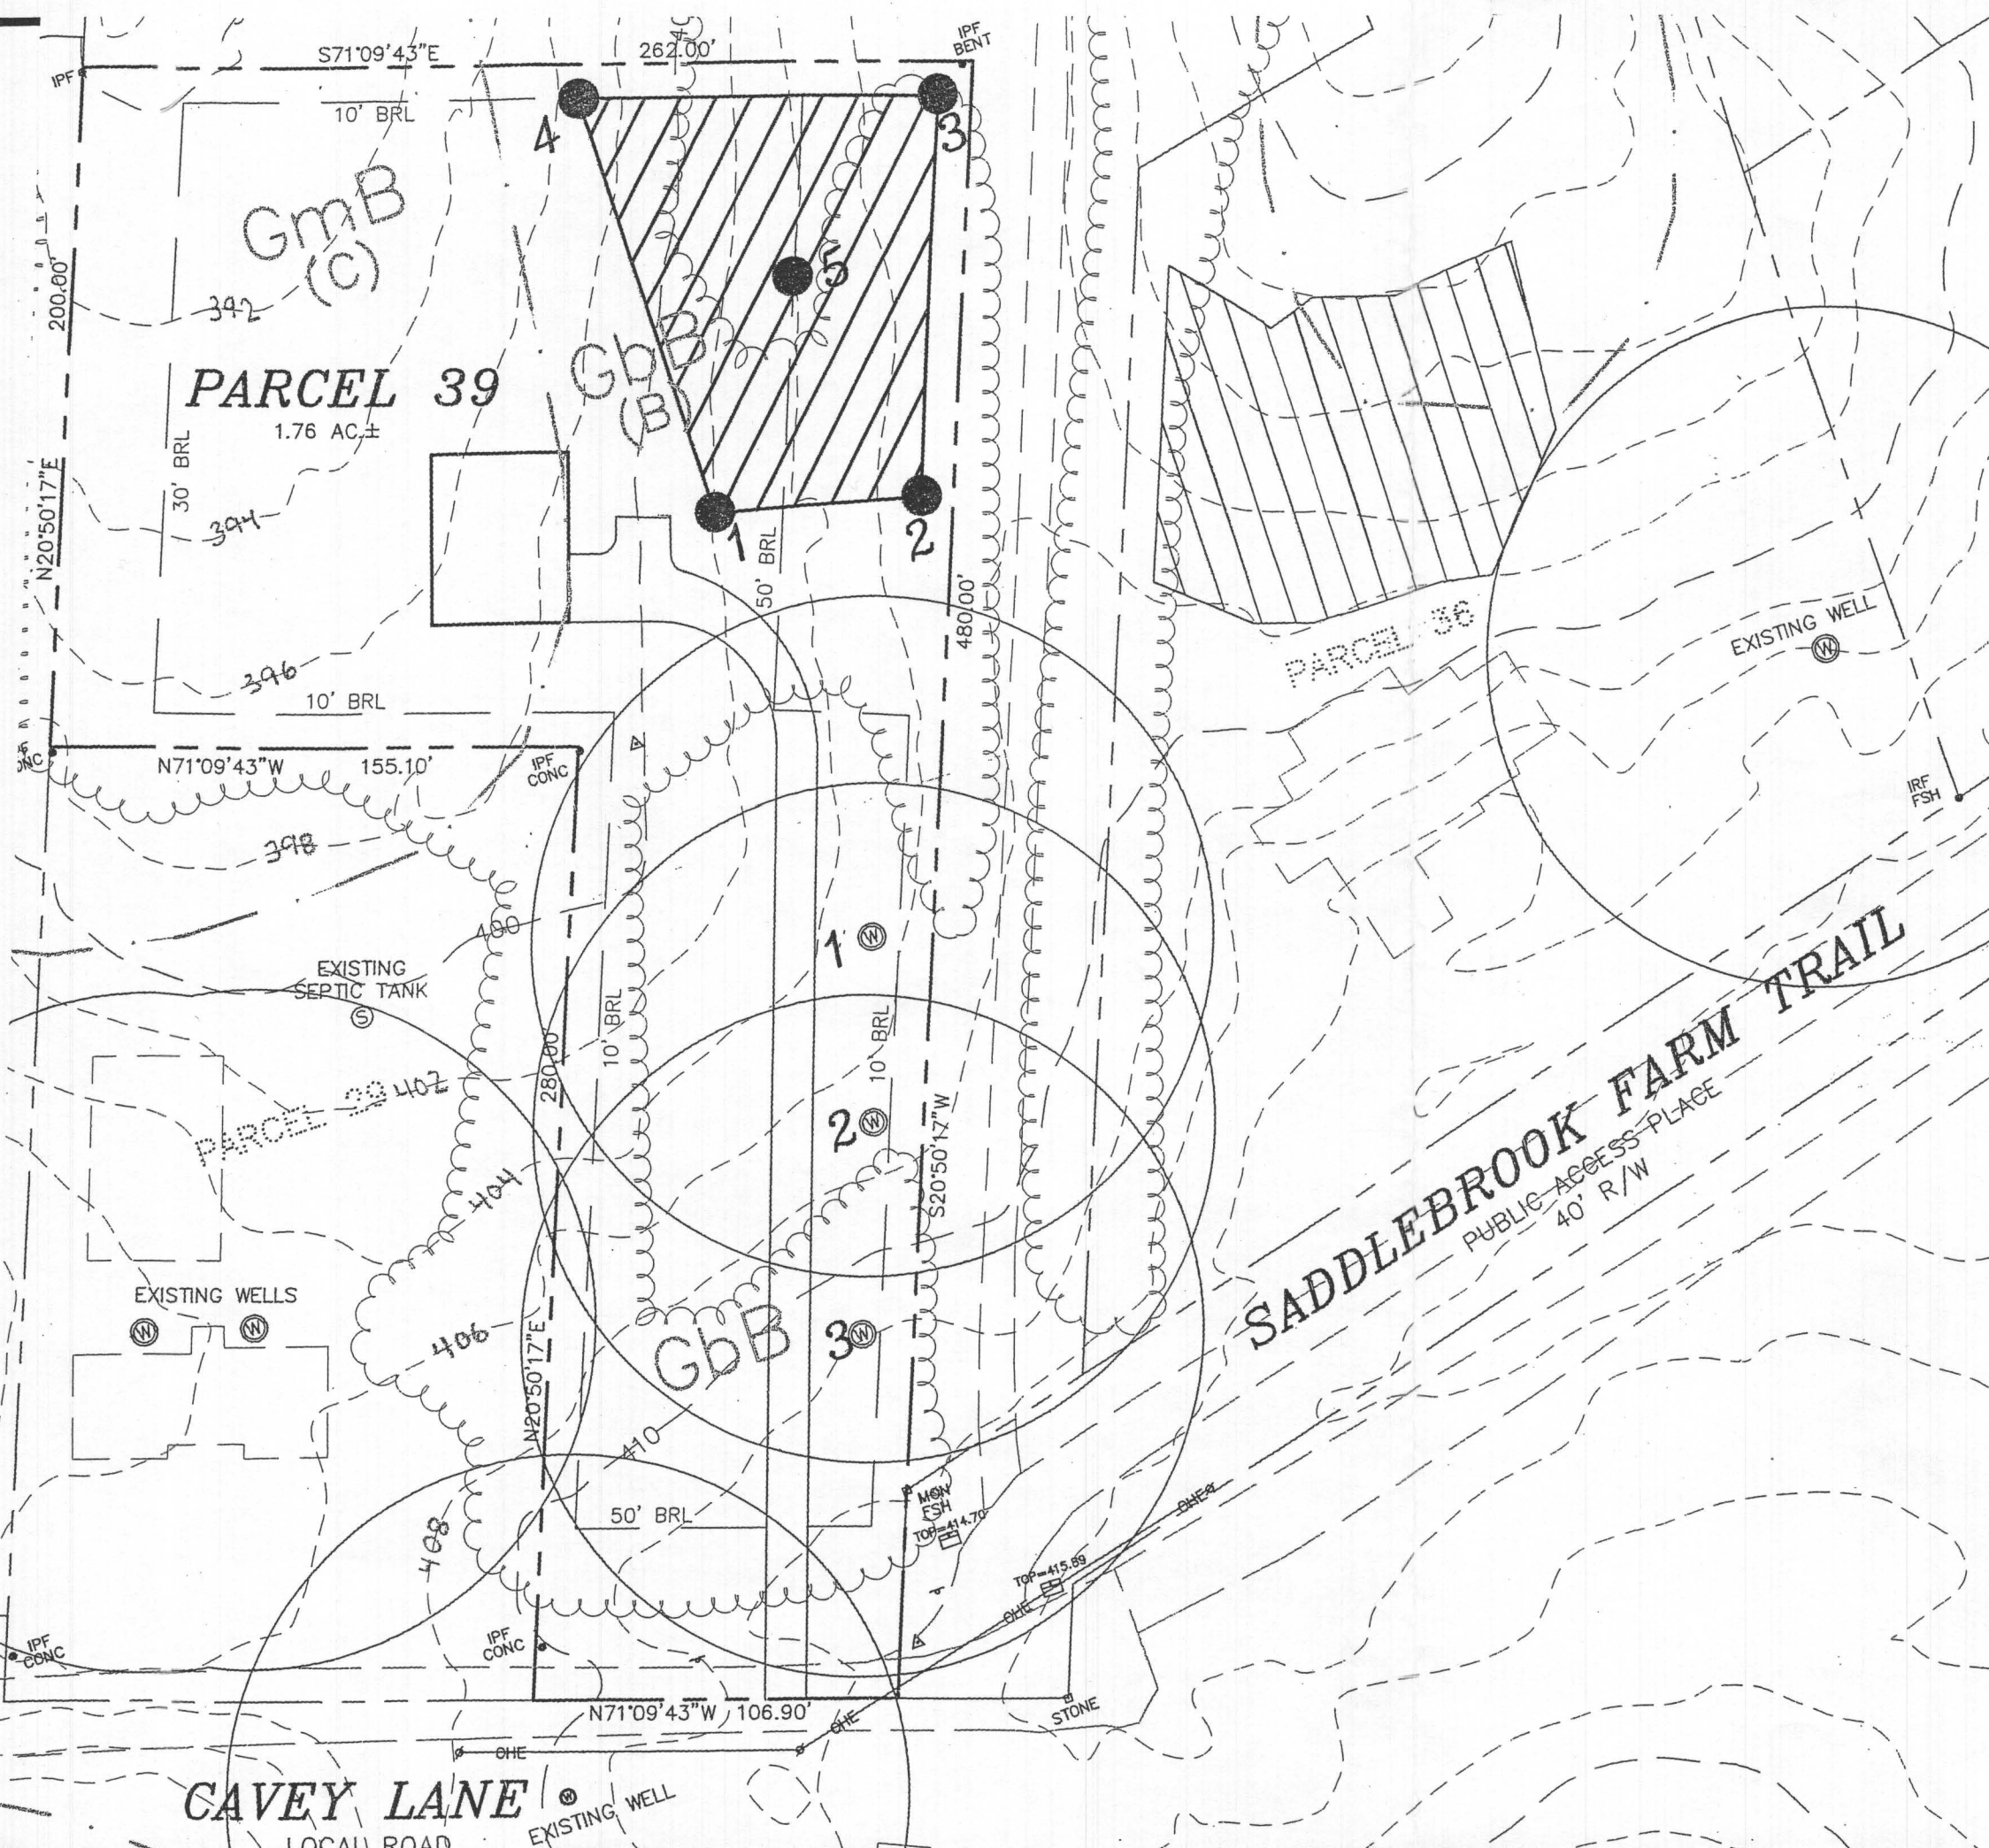 IPF
S71°09'43"E
262.00'
IPF
BENT
10' BRL
4
3
GmB
(C)
200.00'
392
5
GbB
(B)
PARCEL 39
1.76 AC.±
30' BRL
N20°50'17"E
394
1
2
50' BRL
480.00'
PARCEL 36
EXISTING WELL
W
396
10' BRL
N71°09'43"W
155.10'
IPF
CONC
IRF
FSH
398
400
1
W
EXISTING
SEPTIC TANK
S
10' BRL
280.00'
10' BRL
PARCEL
402
2
W
S20°50'17"W
SADDLEBROOK FARM TRAIL
PUBLIC ACCESS PLACE
40' R/W
404
EXISTING WELLS
W
W
406
GbB
3
W
N20°50'17"E
410
408
50' BRL
MON
FSH
TOP=414.70
OHE
TOP=415.89
OHE
IPF
CONC
IPF
CONC
N71°09'43"W
106.90'
STONE
OHE
OHE
CAVEY LANE
LOCAL ROAD
W
EXISTING WELL